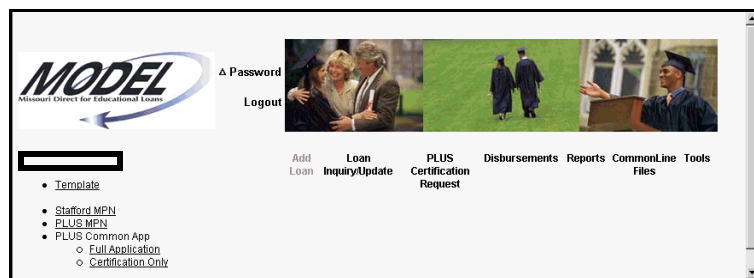 MODEL
Missouri Direct for Educational Loans
Δ Password
Logout
Add Loan
Loan Inquiry/Update
PLUS Certification Request
Disbursements
Reports
CommonLine Files
Tools
Template
Stafford MPN
PLUS MPN
PLUS Common App
Full Application
Certification Only